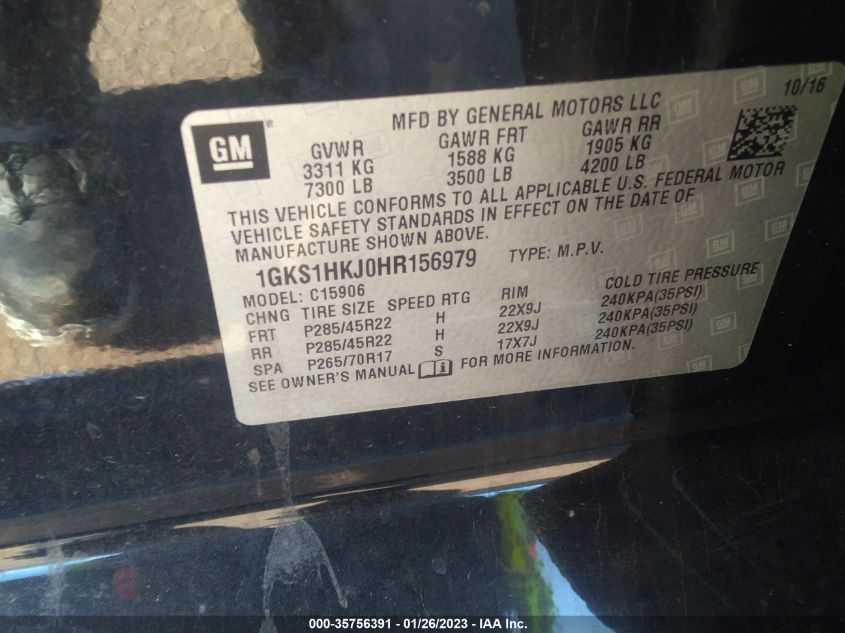 GM
10/16
MFD BY GENERAL MOTORS LLC
GVWR GAWR FRT GAWR RR
3311 KG 1588 KG 1905 KG
7300 LB 3500 LB 4200 LB
THIS VEHICLE CONFORMS TO ALL APPLICABLE U.S. FEDERAL MOTOR
VEHICLE SAFETY STANDARDS IN EFFECT ON THE DATE OF
MANUFACTURE SHOWN ABOVE.
1GKS1HKJ0HR156979 TYPE: M.P.V.
MODEL: C15906
CHNG TIRE SIZE SPEED RTG RIM COLD TIRE PRESSURE
FRT P285/45R22 H 22X9J 240KPA(35PSI)
RR P285/45R22 H 22X9J 240KPA(35PSI)
SPA P265/70R17 S 17X7J 240KPA(35PSI)
SEE OWNER'S MANUAL FOR MORE INFORMATION.
000-35756391 - 01/26/2023 - IAA Inc.